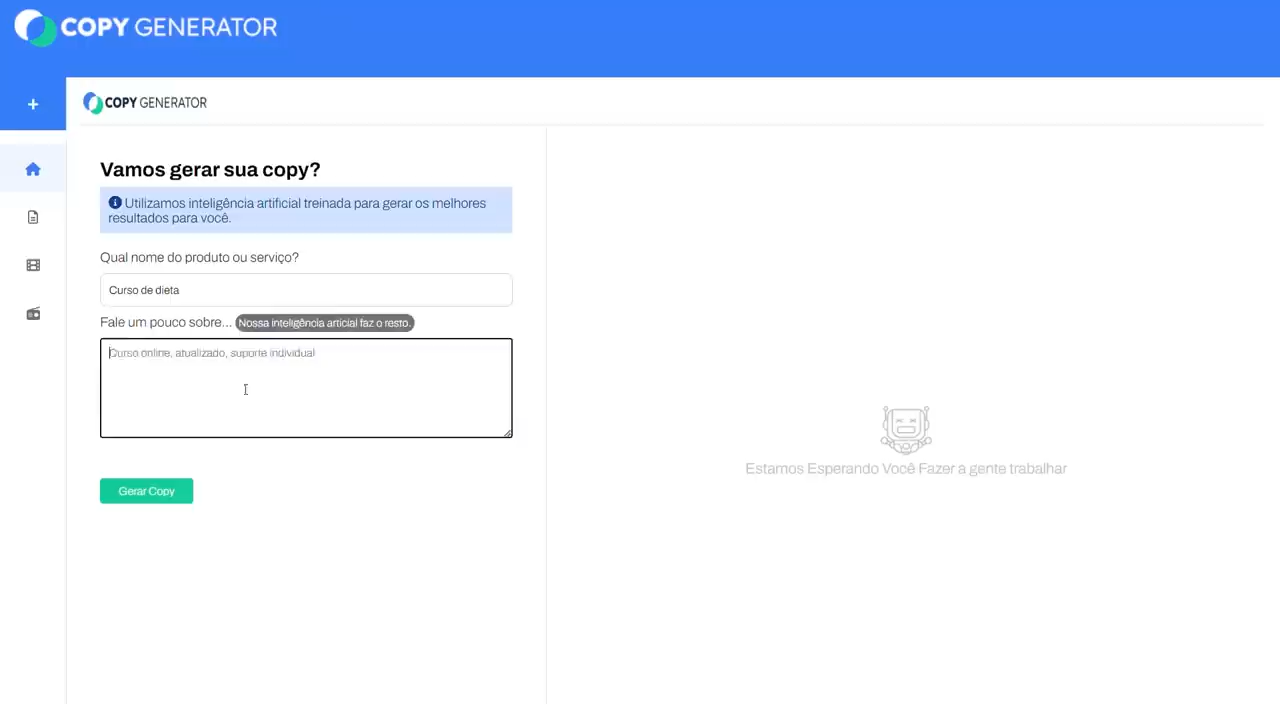 COPY GENERATOR
COPY GENERATOR
Vamos gerar sua copy?
Utilizamos inteligência artificial treinada para gerar os melhores
resultados para você.
Qual nome do produto ou serviço?
Curso de dieta
Fale um pouco sobre... Nossa inteligência articial faz o resto.
Curso online, atualizado, suporte individual
Gerar Copy
Estamos Esperando Você Fazer a gente trabalhar